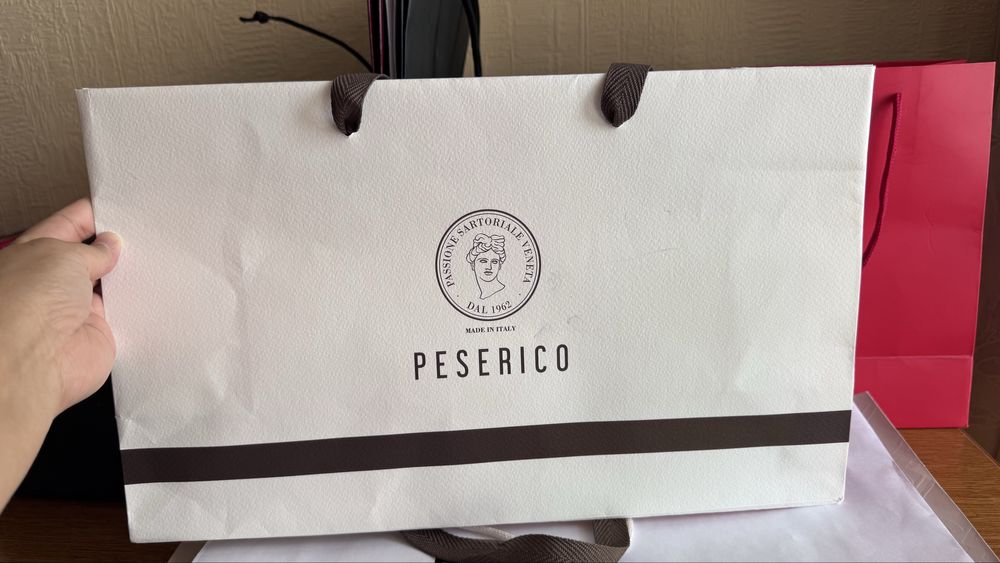 PASSIONE SARTORIALE VENETA
DAL 1962
MADE IN ITALY
PESERICO